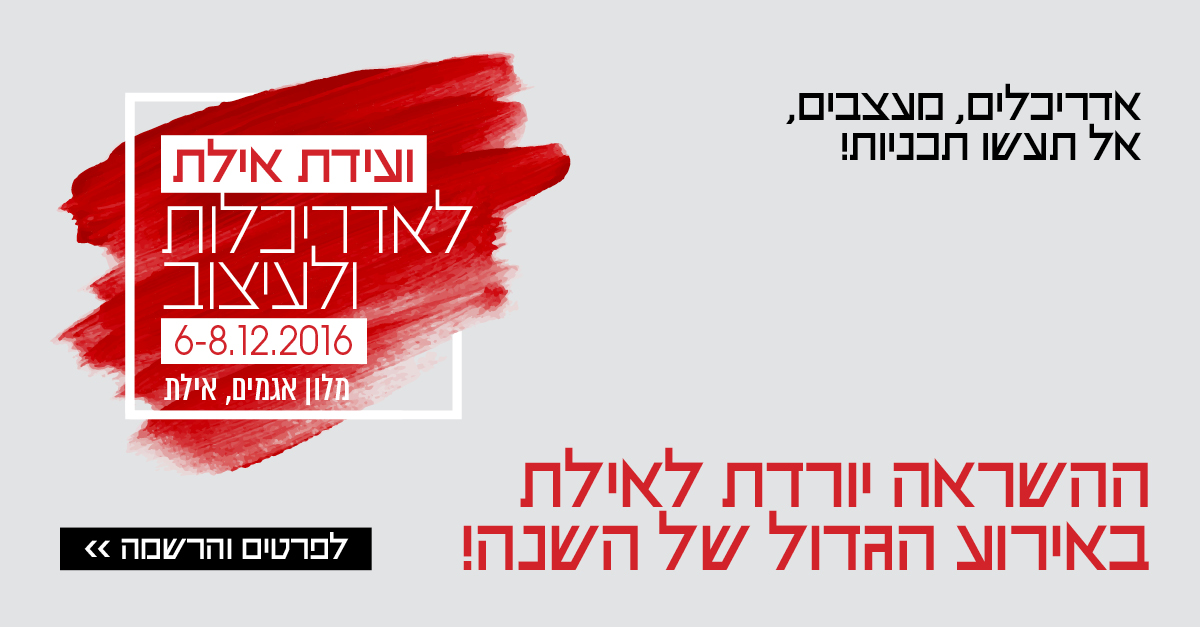 אדריכלים, מעצבים,
אל תעשו תכניות!
ועידת אילת
לאדריכלות
ולעיצוב
6-8.12.2016
מלון אגמים, אילת
ההשראה יורדת לאילת
באירוע הגדול של השנה!
לפרטים והרשמה >>